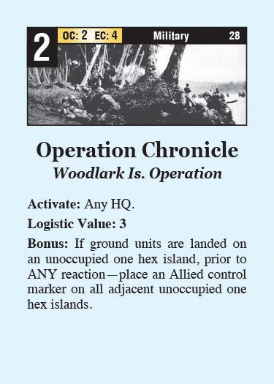 2 OC: 2 EC: 4 Military 28
Operation Chronicle
Woodlark Is. Operation
Activate: Any HQ.
Logistic Value: 3
Bonus: If ground units are landed on
an unoccupied one hex island, prior to
ANY reaction—place an Allied control
marker on all adjacent unoccupied one
hex islands.